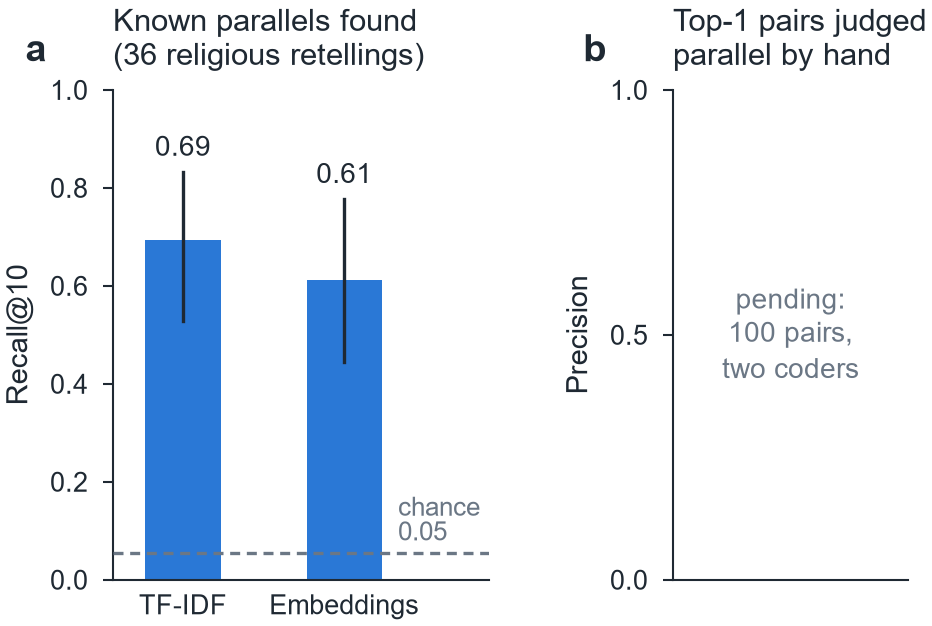 a
Known parallels found
(36 religious retellings)
Recall@10
1.0
0.8
0.6
0.4
0.2
0.0
0.69
0.61
chance
0.05
TF-IDF
Embeddings
b
Top-1 pairs judged
parallel by hand
Precision
1.0
0.5
0.0
pending:
100 pairs,
two coders